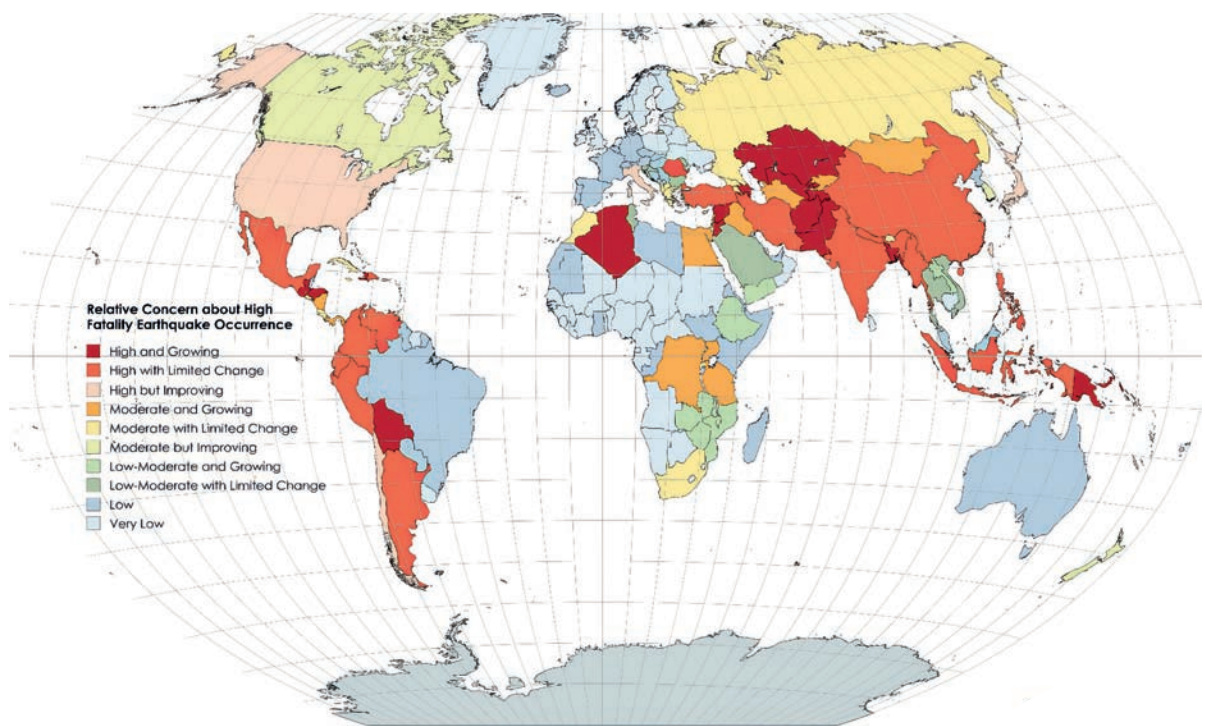 Relative Concern about High
Fatality Earthquake Occurrence
High and Growing
High with Limited Change
High but Improving
Moderate and Growing
Moderate with Limited Change
Moderate but Improving
Low-Moderate and Growing
Low-Moderate with Limited Change
Low
Very Low